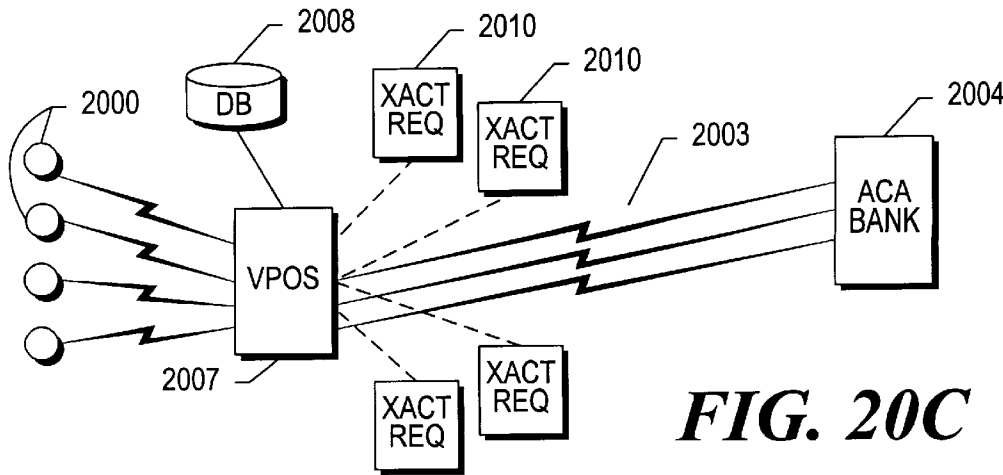 2008
2010
2010
2000
DB
XACT
REQ
XACT
REQ
2003
2004
ACA
BANK
VPOS
2007
XACT
REQ
XACT
REQ
FIG. 20C